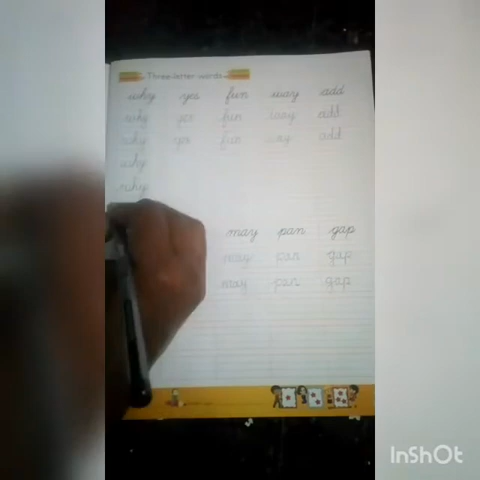 Three letter words
why yes fun way add
why yes fun way add
why yes fun way add
why
why
may pan gap
may pan gap
may pan gap
InShOt